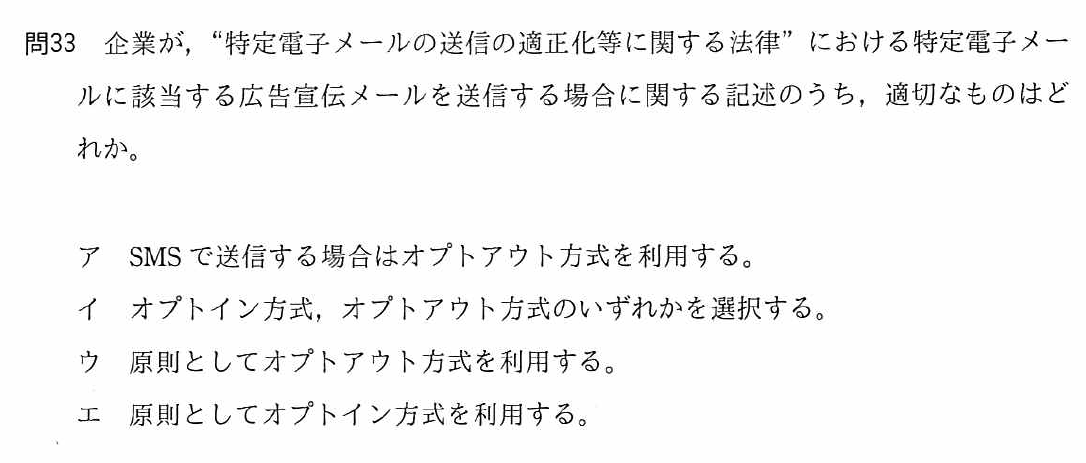 問33 企業が，“特定電子メールの送信の適正化等に関する法律”における特定電子メー
ルに該当する広告宣伝メールを送信する場合に関する記述のうち，適切なものはど
れか。
ア SMSで送信する場合はオプトアウト方式を利用する。
イ オプトイン方式，オプトアウト方式のいずれかを選択する。
ウ 原則としてオプトアウト方式を利用する。
エ 原則としてオプトイン方式を利用する。